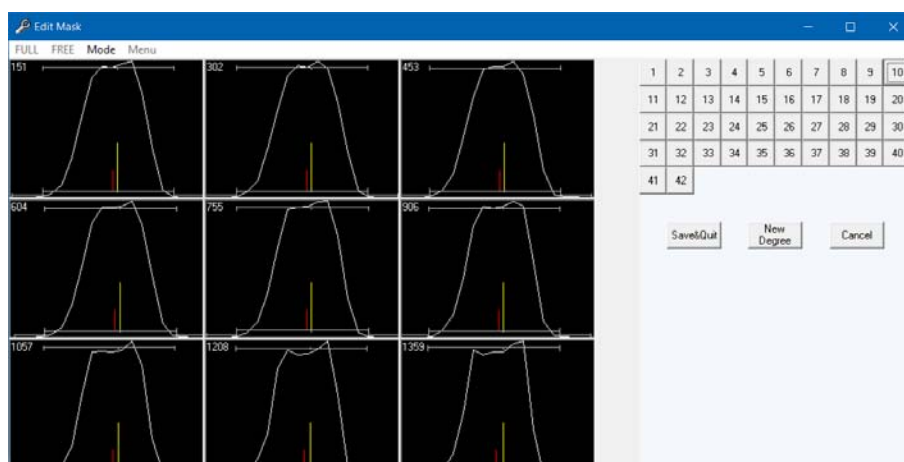 Edit Mask
FULL FREE Mode Menu
151 302 453
604 755 906
1057 1208 1359
1 2 3 4 5 6 7 8 9 10
11 12 13 14 15 16 17 18 19 20
21 22 23 24 25 26 27 28 29 30
31 32 33 34 35 36 37 38 39 40
41 42
Save&Quit New Degree Cancel